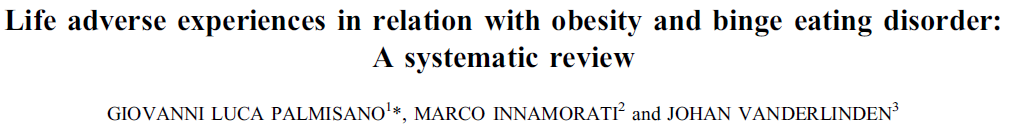 Life adverse experiences in relation with obesity and binge eating disorder:
A systematic review
GIOVANNI LUCA PALMISANO¹*, MARCO INNAMORATI² and JOHAN VANDERLINDEN³